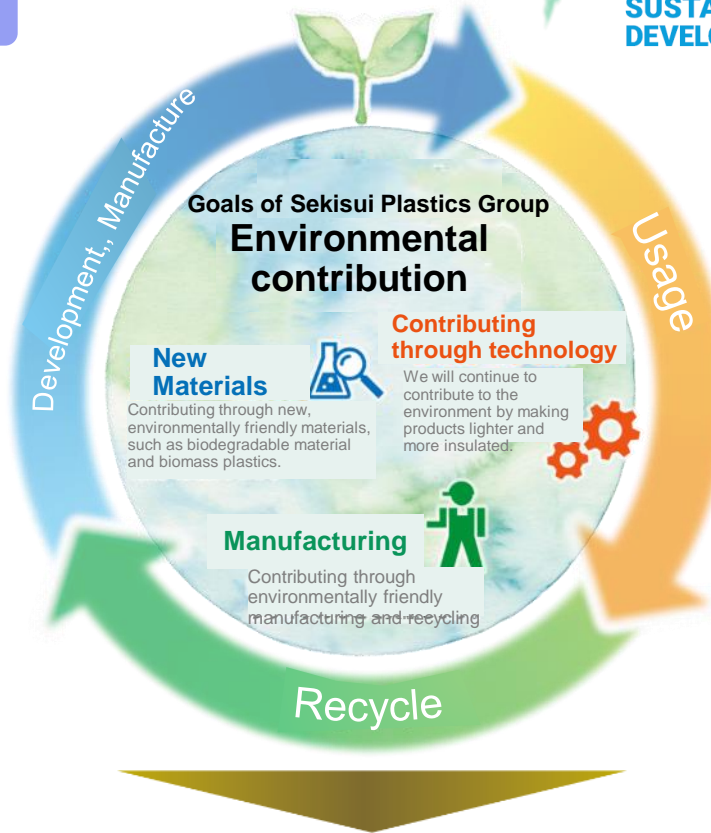 SUSTA
DEVELO
Development,, Manufacture
Usage
Goals of Sekisui Plastics Group
Environmental
contribution
Contributing
through technology
We will continue to
contribute to the
environment by making
products lighter and
more insulated.
New
Materials
Contributing through new,
environmentally friendly materials,
such as biodegradable material
and biomass plastics.
Manufacturing
Contributing through
environmentally friendly
manufacturing and recycling
Recycle